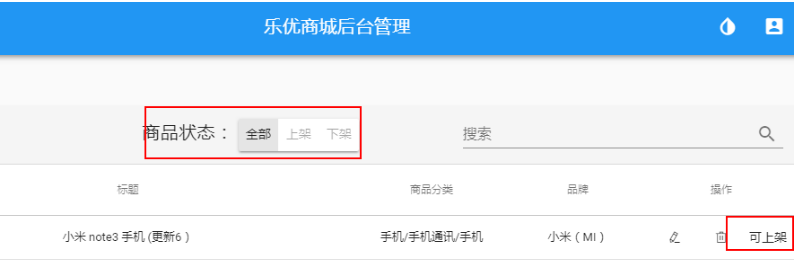 乐优商城后台管理
商品状态： 全部 上架 下架 搜索
标题 商品分类 品牌 操作
小米 note3 手机 (更新6 ) 手机/手机通讯/手机 小米（MI） 可上架